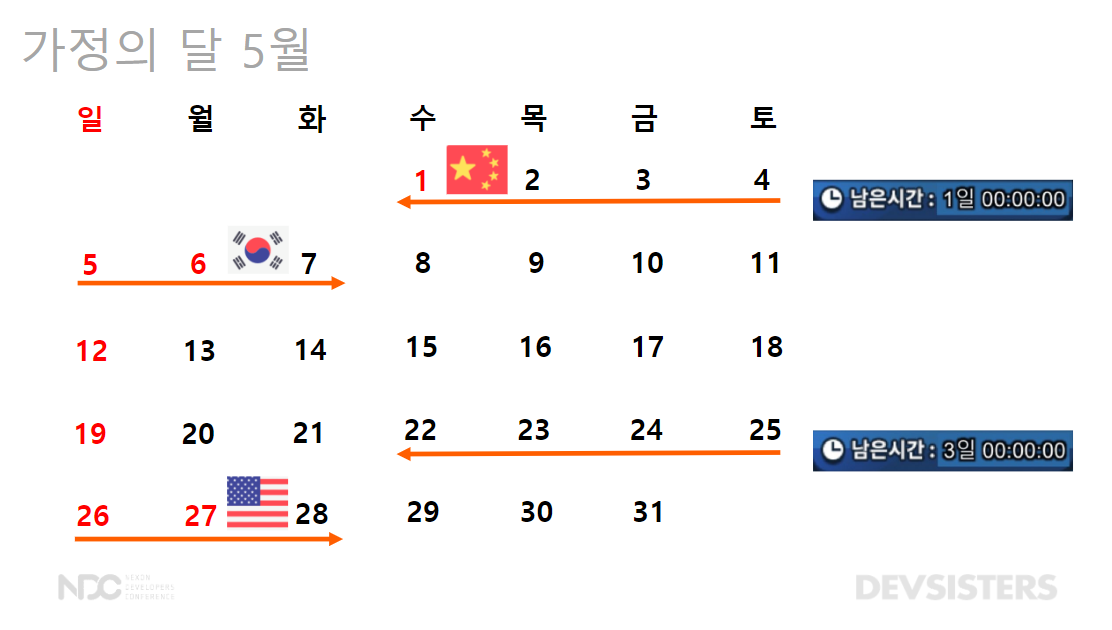 가정의 달 5월
일 월 화 수 목 금 토
1 2 3 4
남은시간 : 1일 00:00:00
5 6 7 8 9 10 11
12 13 14 15 16 17 18
19 20 21 22 23 24 25
남은시간 : 3일 00:00:00
26 27 28 29 30 31
NDC NEXON DEVELOPERS CONFERENCE
DEVSISTERS